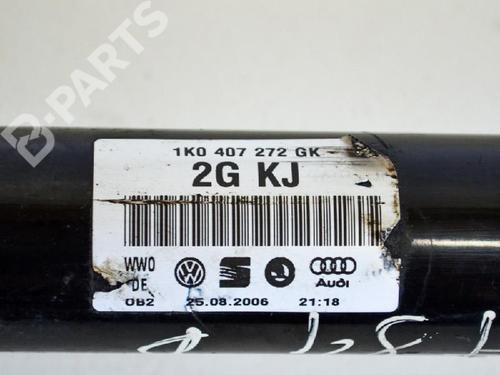 B-PARTS
1K0 407 272 GK
2G KJ
WWO
DE
Audi
OB2 25.08.2006 21:18